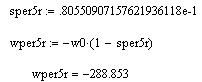 sper5r := .80550907157621936118e-1
wper5r := −w0·(1 − sper5r)
wper5r = −288.853